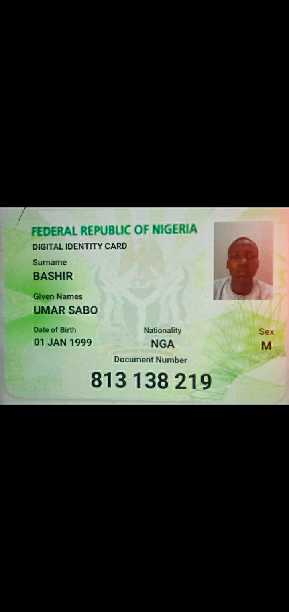 FEDERAL REPUBLIC OF NIGERIA
DIGITAL IDENTITY CARD
Surname
BASHIR
Given Names
UMAR SABO
Date of Birth
Nationality
Sex
01 JAN 1999
NGA
M
Document Number
813 138 219